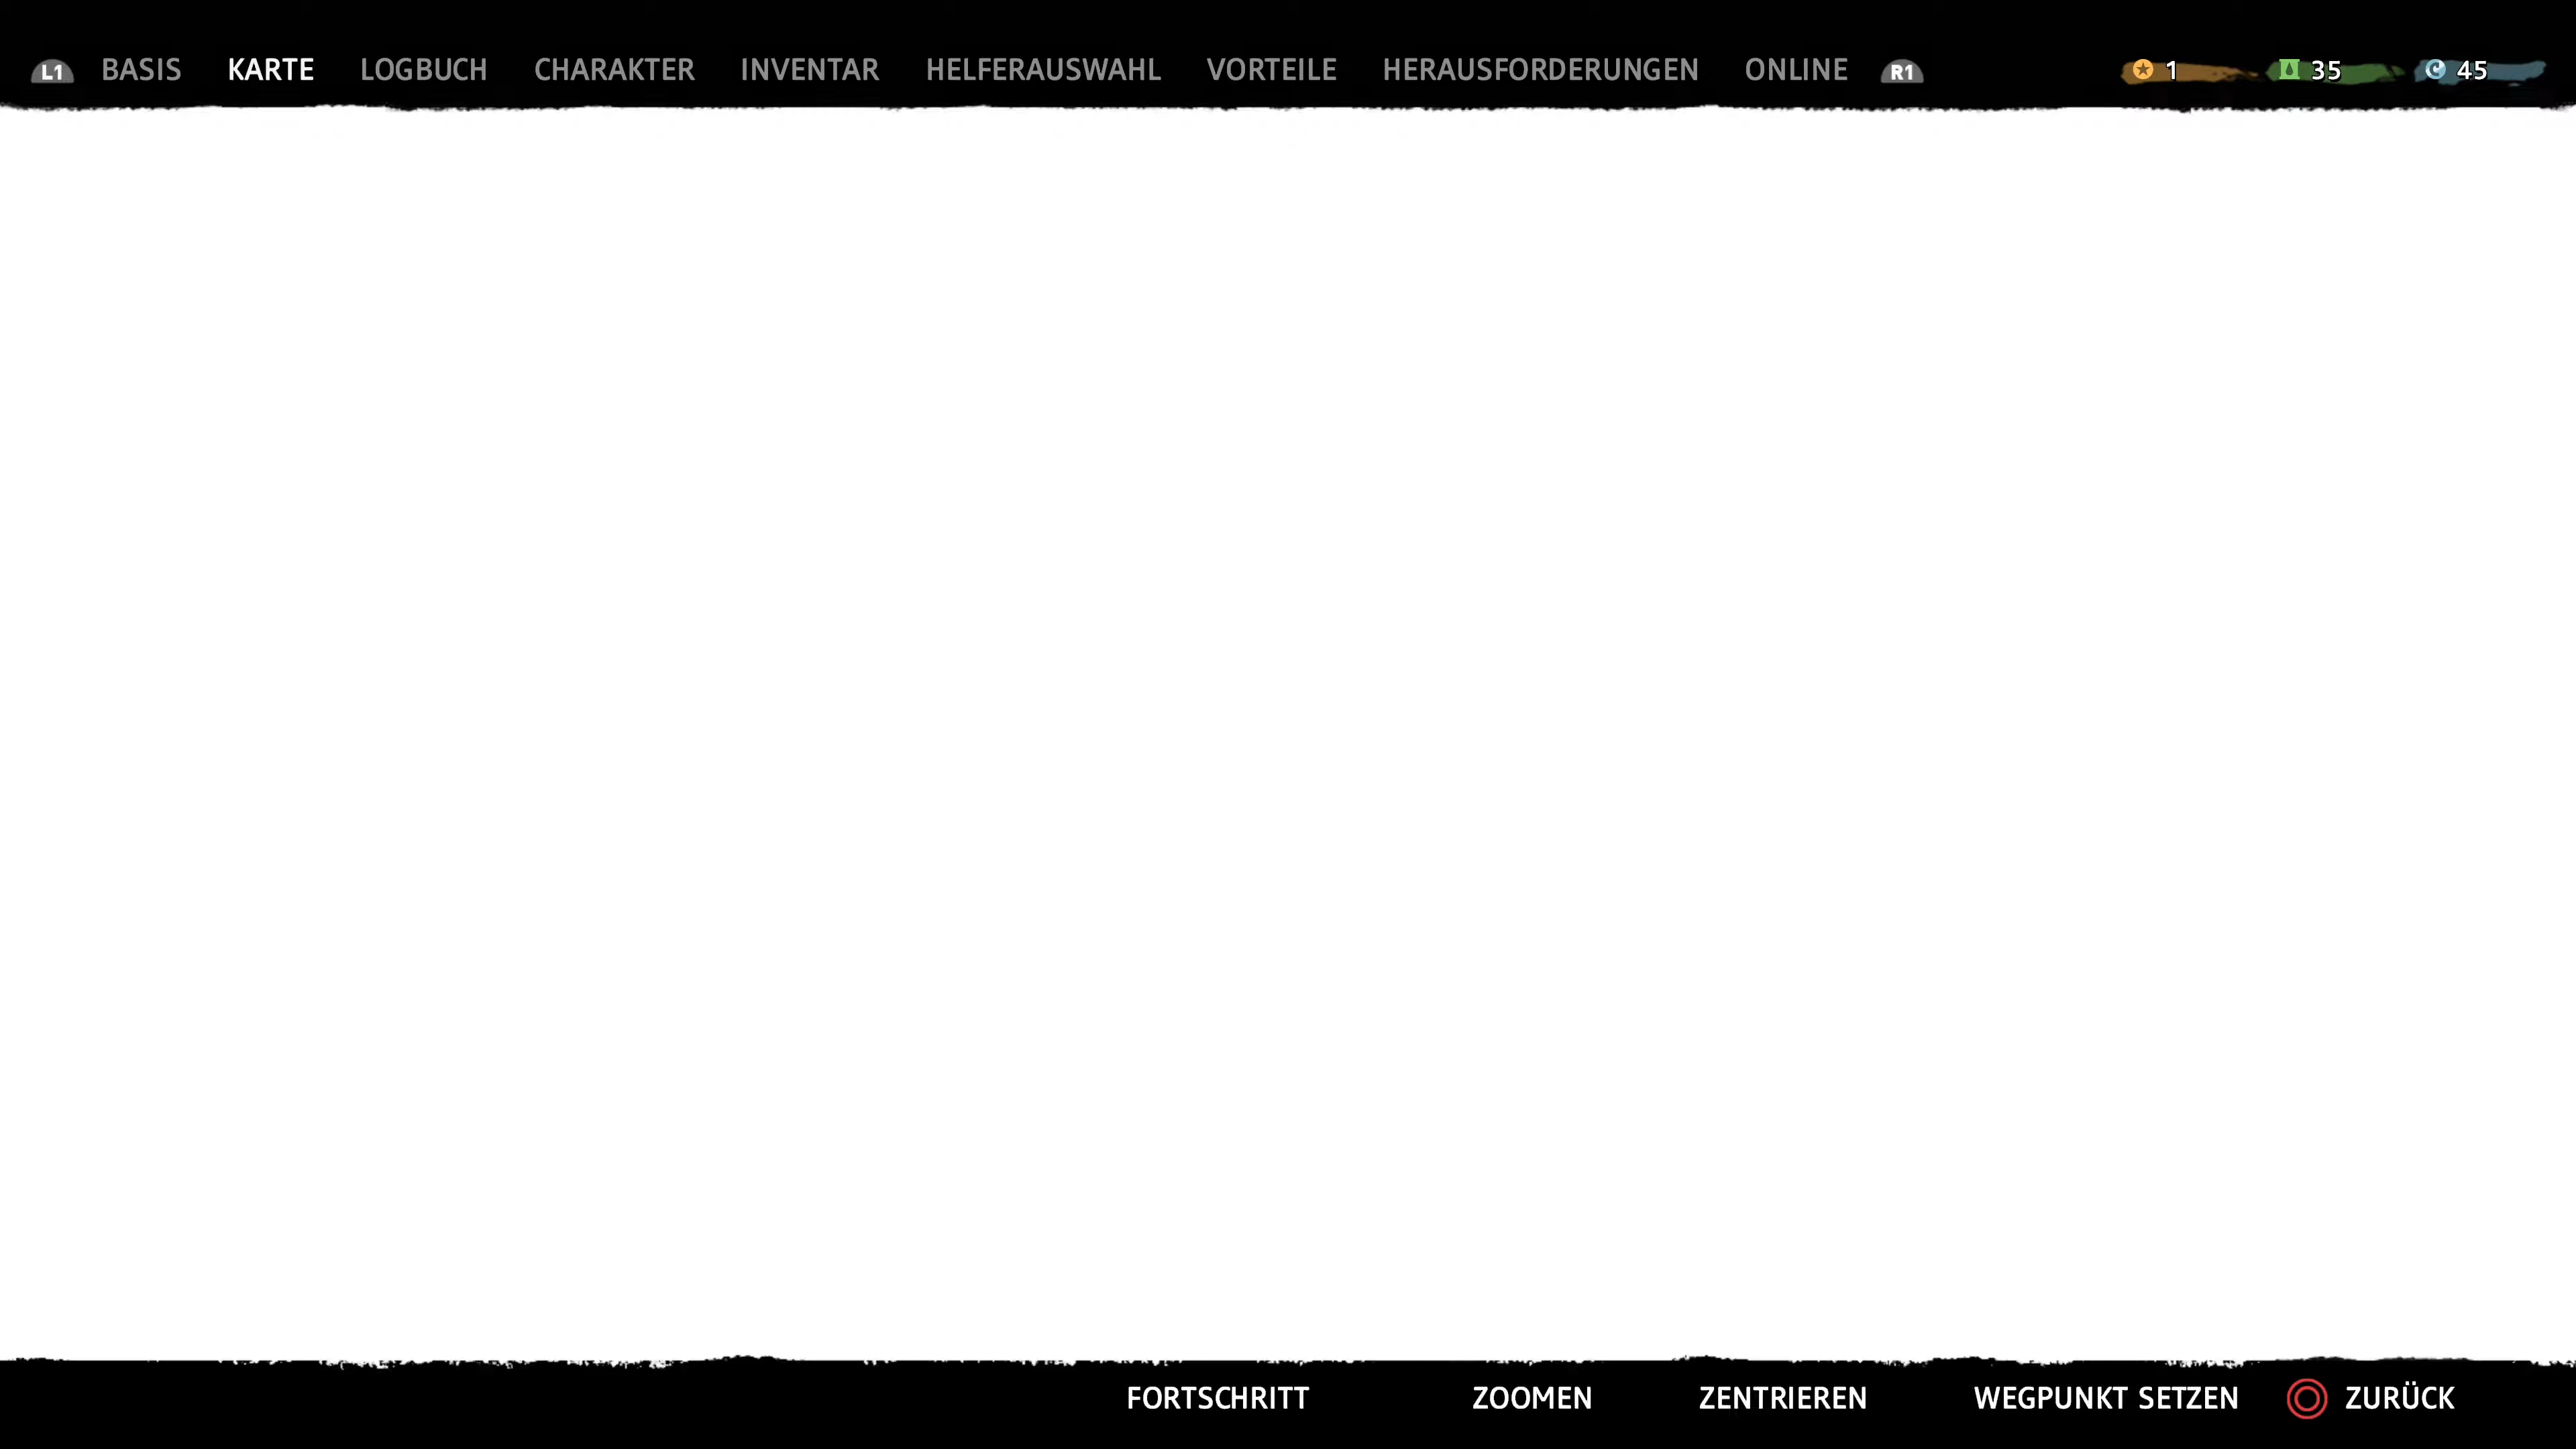 L1 BASIS KARTE LOGBUCH CHARAKTER INVENTAR HELFERAUSWAHL VORTEILE HERAUSFORDERUNGEN ONLINE R1 1 35 45
FORTSCHRITT ZOOMEN ZENTRIEREN WEGPUNKT SETZEN ZURÜCK